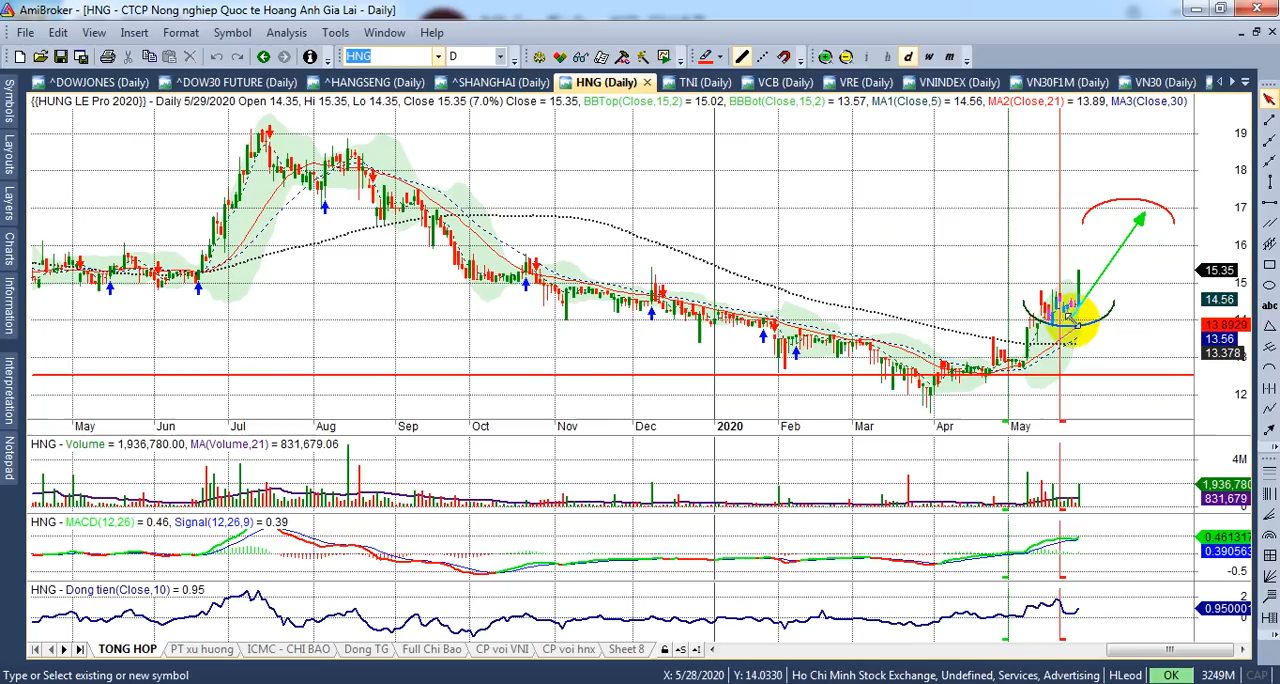 AmiBroker - [HNG - CTCP Nong nghiep Quoc te Hoang Anh Gia Lai - Daily]
File Edit View Insert Format Symbol Analysis Tools Window Help
HNG D i h d w m
^DOWJONES (Daily) ^DOW30 FUTURE (Daily) ^HANGSENG (Daily) ^SHANGHAI (Daily) HNG (Daily) TNI (Daily) VCB (Daily) VRE (Daily) VNINDEX (Daily) VN30F1M (Daily) VN30 (Daily)
{{HUNG LE Pro 2020}} - Daily 5/29/2020 Open 14.35, Hi 15.35, Lo 14.35, Close 15.35 (7.0%) Close = 15.35, BBTop(Close,15,2) = 15.02, BBBot(Close,15,2) = 13.57, MA1(Close,5) = 14.56, MA2(Close,21) = 13.89, MA3(Close,30)
Symbols
Layouts
Layers
Charts
Information
Interpretation
Notepad
abc
19
18
17
16
15.35
15
14.56
14
13.8929
13.56
13.378
12
May Jun Jul Aug Sep Oct Nov Dec 2020 Feb Mar Apr May
HNG - Volume = 1,936,780.00, MA(Volume,21) = 831,679.06
4M
1,936,780
831,679
0
HNG - MACD(12,26) = 0.46, Signal(12,26,9) = 0.39
0.461317
0.390563
-0.5
HNG - Dong tien(Close,10) = 0.95
2
0.950001
TONG HOP PT xu huong ICMC - CHI BAO Dong TG Full Chi Bao CP voi VNI CP voi hnx Sheet 8
Type or Select existing or new symbol X: 5/28/2020 Y: 14.0330 Ho Chi Minh Stock Exchange, Undefined, Services, Advertising HLeod OK 3249M CAP